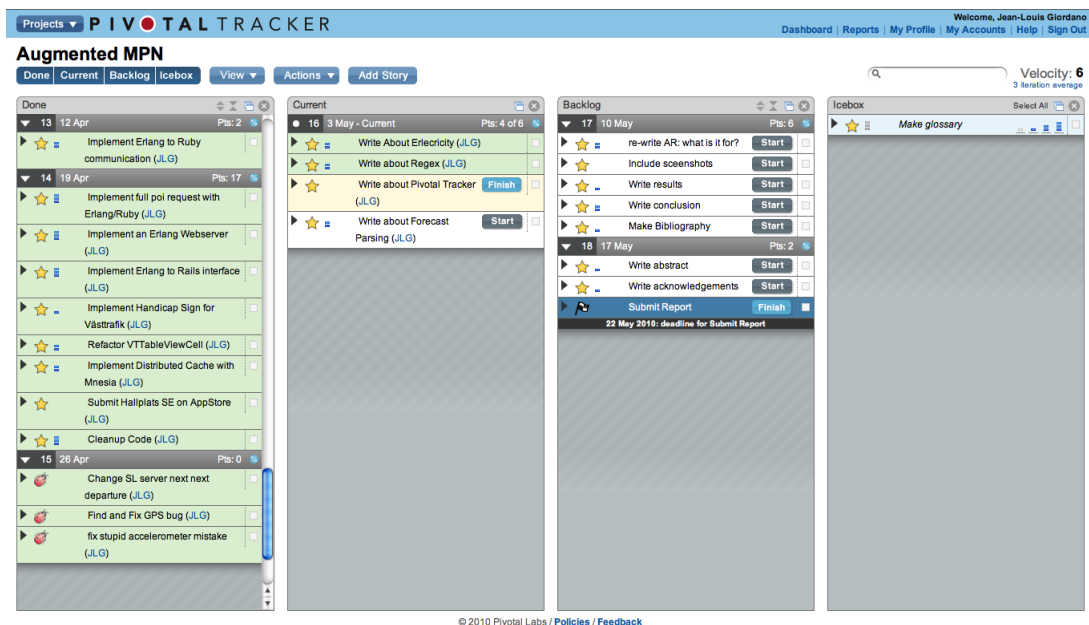 Projects ▼ PIVOTAL TRACKER
Welcome, Jean-Louis Giordano
Dashboard | Reports | My Profile | My Accounts | Help | Sign Out
Augmented MPN
Done Current Backlog Icebox View ▼ Actions ▼ Add Story
Velocity: 6
3 iteration average
Done
13 12 Apr Pts: 2
Implement Erlang to Ruby
communication (JLG)
14 19 Apr Pts: 17
Implement full poi request with
Erlang/Ruby (JLG)
Implement an Erlang Webserver
(JLG)
Implement Erlang to Rails interface
(JLG)
Implement Handicap Sign for
Västtrafik (JLG)
Refactor VTTableViewCell (JLG)
Implement Distributed Cache with
Mnesia (JLG)
Submit Hallplats SE on AppStore
(JLG)
Cleanup Code (JLG)
15 26 Apr Pts: 0
Change SL server next next
departure (JLG)
Find and Fix GPS bug (JLG)
fix stupid accelerometer mistake
(JLG)
Current
16 3 May - Current Pts: 4 of 6
Write About Erlecricity (JLG)
Write about Regex (JLG)
Write about Pivotal Tracker Finish
(JLG)
Write about Forecast Start
Parsing (JLG)
Backlog
17 10 May Pts: 6
re-write AR: what is it for? Start
Include sceenshots Start
Write results Start
Write conclusion Start
Make Bibliography Start
18 17 May Pts: 2
Write abstract Start
Write acknowledgements Start
Submit Report Finish
22 May 2010: deadline for Submit Report
Icebox Select All
Make glossary
© 2010 Pivotal Labs / Policies / Feedback